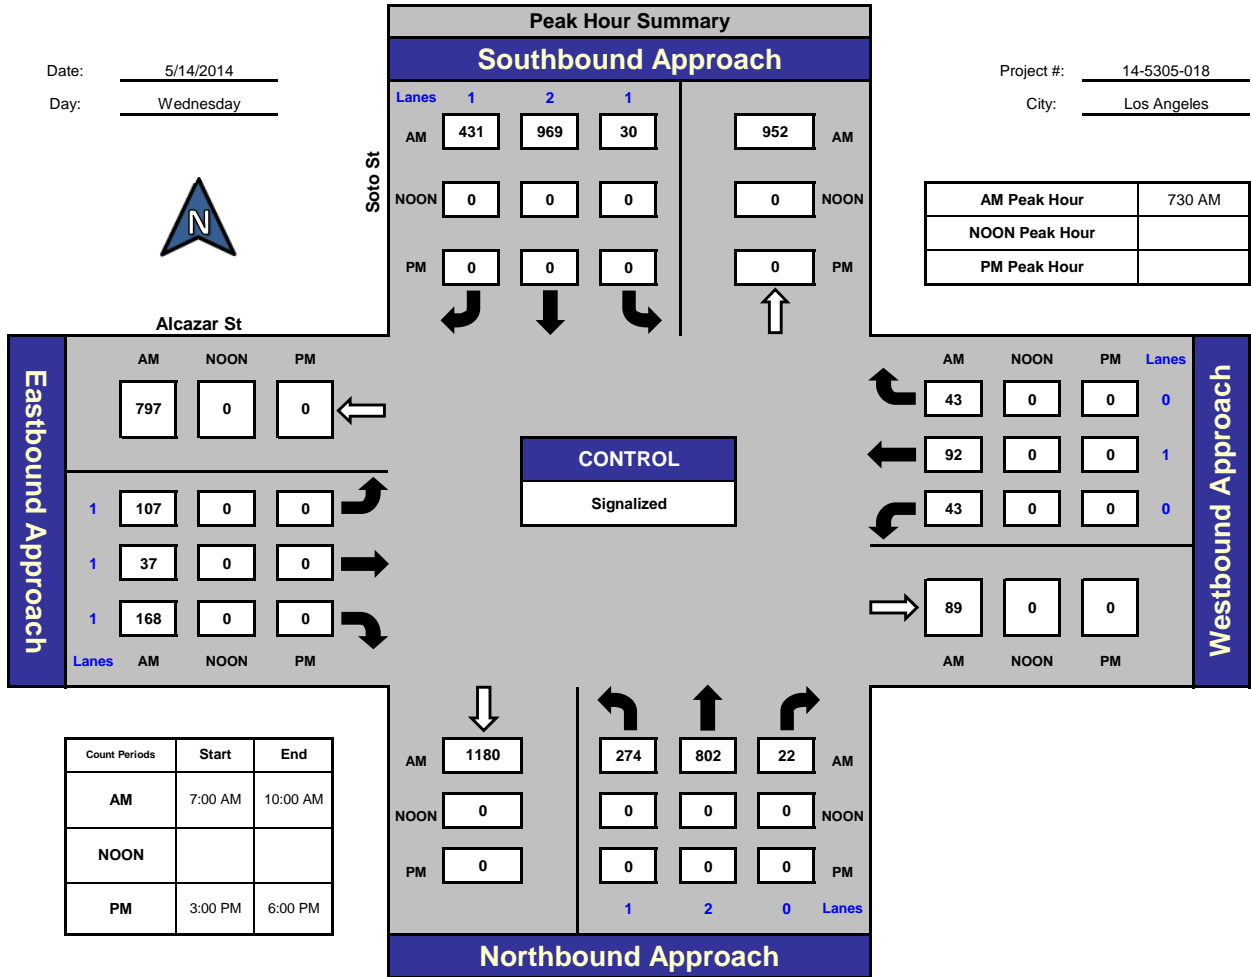 Peak Hour Summary
Southbound Approach
Date: 5/14/2014
Day: Wednesday
Project #: 14-5305-018
City: Los Angeles
N
Soto St
Lanes 1 2 1
AM 431 969 30 952 AM
NOON 0 0 0 0 NOON
PM 0 0 0 0 PM
AM Peak Hour 730 AM
NOON Peak Hour
PM Peak Hour
Alcazar St
Eastbound Approach
AM NOON PM
797 0 0
1 107 0 0
1 37 0 0
1 168 0 0
Lanes AM NOON PM
CONTROL
Signalized
AM NOON PM Lanes
43 0 0 0
92 0 0 1
43 0 0 0
89 0 0
AM NOON PM
Westbound Approach
Count Periods Start End
AM 7:00 AM 10:00 AM
NOON
PM 3:00 PM 6:00 PM
AM 1180 274 802 22 AM
NOON 0 0 0 0 NOON
PM 0 0 0 0 PM
1 2 0 Lanes
Northbound Approach